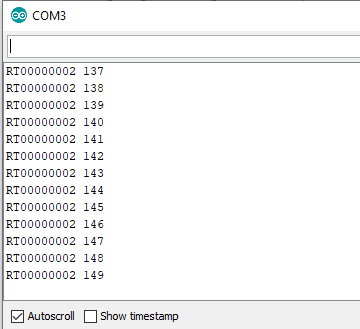 COM3
RT00000002 137
RT00000002 138
RT00000002 139
RT00000002 140
RT00000002 141
RT00000002 142
RT00000002 143
RT00000002 144
RT00000002 145
RT00000002 146
RT00000002 147
RT00000002 148
RT00000002 149
Autoscroll Show timestamp